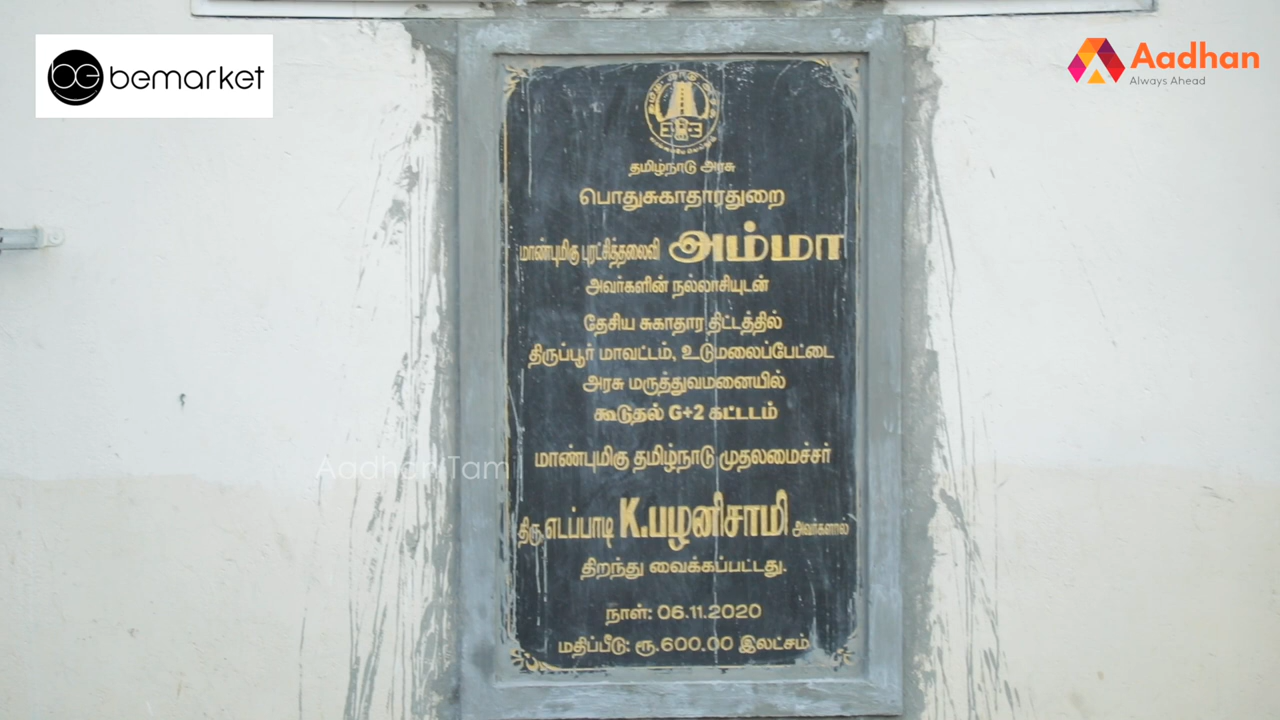 bemarket
Aadhan
Always Ahead
தமிழ்நாடு அரசு
பொதுசுகாதாரதுறை
மாண்புமிகு புரட்சித்தலைவி அம்மா
அவர்களின் நல்லாசியுடன்
தேசிய சுகாதார திட்டத்தில்
திருப்பூர் மாவட்டம், உடுமலைப்பேட்டை
அரசு மருத்துவமனையில்
கூடுதல் G+2 கட்டடம்
மாண்புமிகு தமிழ்நாடு முதலமைச்சர்
Aadhan Tam
திரு.எடப்பாடி K.பழனிசாமி அவர்களால்
திறந்து வைக்கப்பட்டது.
நாள்: 06.11.2020
மதிப்பீடு: ரூ.600.00 இலட்சம்